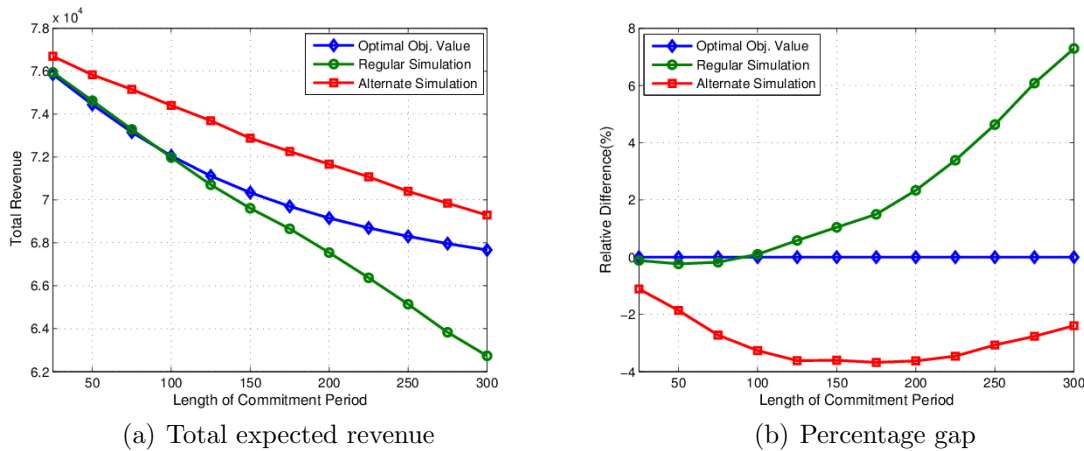 x 10⁴
7.8
7.6
7.4
7.2
7
6.8
6.6
6.4
6.2
Total Revenue
50 100 150 200 250 300
Length of Commitment Period
Optimal Obj. Value
Regular Simulation
Alternate Simulation
(a) Total expected revenue
8
6
4
2
0
−2
−4
Relative Difference(%)
50 100 150 200 250 300
Length of Commitment Period
Optimal Obj. Value
Regular Simulation
Alternate Simulation
(b) Percentage gap